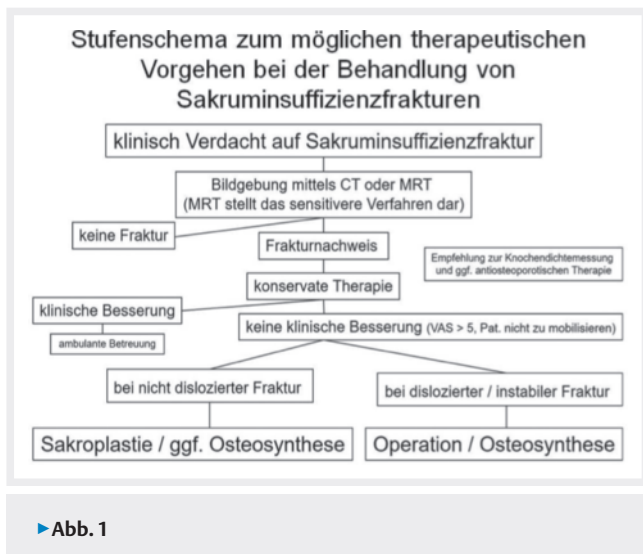 Stufenschema zum möglichen therapeutischen
Vorgehen bei der Behandlung von
Sakruminsuffizienzfrakturen
klinisch Verdacht auf Sakruminsuffizienzfraktur
Bildgebung mittels CT oder MRT
(MRT stellt das sensitivere Verfahren dar)
keine Fraktur
Frakturnachweis
Empfehlung zur Knochendichtemessung
und ggf. antiosteoporotischen Therapie
konservate Therapie
klinische Besserung
keine klinische Besserung (VAS > 5, Pat. nicht zu mobilisieren)
ambulante Betreuung
bei nicht dislozierter Fraktur
bei dislozierter / instabiler Fraktur
Sakroplastie / ggf. Osteosynthese
Operation / Osteosynthese
▶Abb. 1